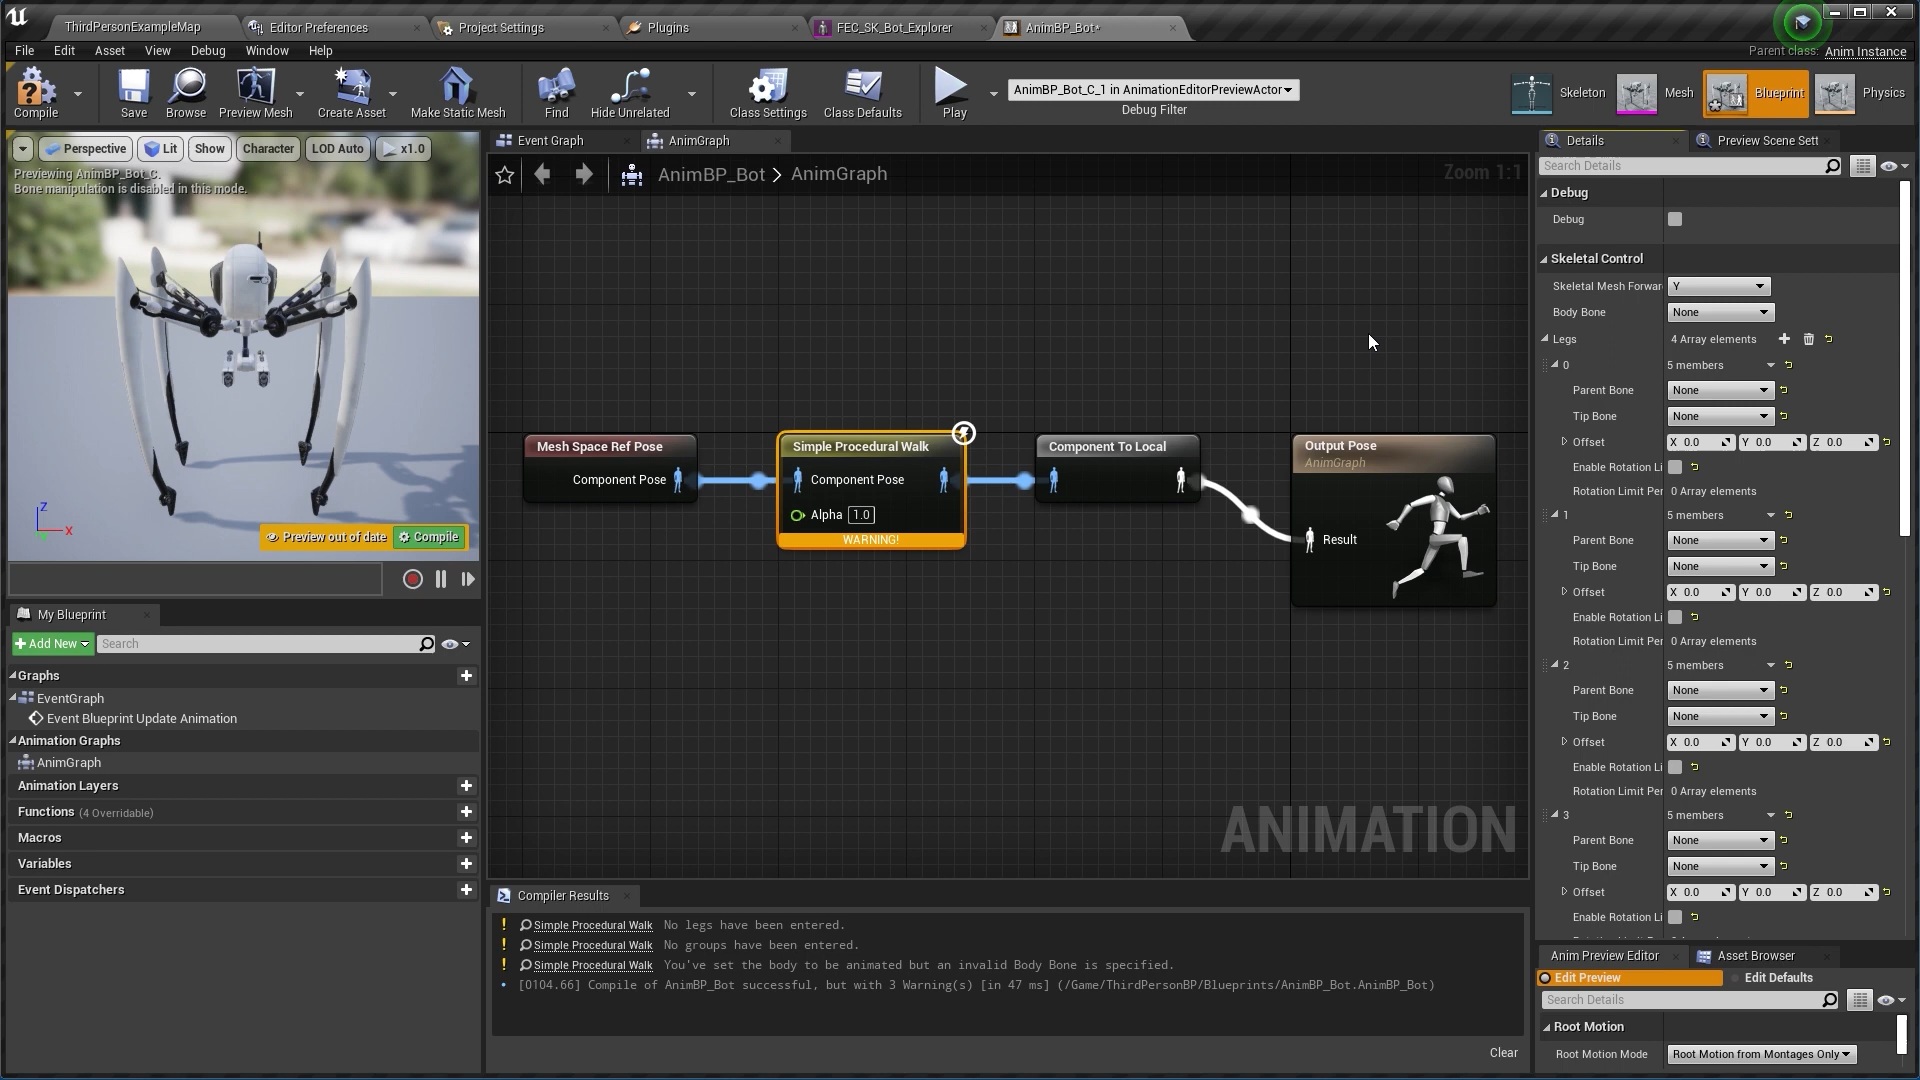 ThirdPersonExampleMap
Editor Preferences
Project Settings
Plugins
FEC_SK_Bot_Explorer
AnimBP_Bot*
File Edit Asset View Debug Window Help
Parent class: Anim Instance
Compile
Save
Browse
Preview Mesh
Create Asset
Make Static Mesh
Find
Hide Unrelated
Class Settings
Class Defaults
Play
AnimBP_Bot_C_1 in AnimationEditorPreviewActor
Debug Filter
Skeleton
Mesh
Blueprint
Physics
Perspective
Lit
Show
Character
LOD Auto
x1.0
Previewing AnimBP_Bot_C.
Bone manipulation is disabled in this mode.
Z
X
Preview out of date
Compile
My Blueprint
Add New
Search
Graphs
EventGraph
Event Blueprint Update Animation
Animation Graphs
AnimGraph
Animation Layers
Functions (4 Overridable)
Macros
Variables
Event Dispatchers
Event Graph
AnimGraph
AnimBP_Bot > AnimGraph
Zoom 1:1
Mesh Space Ref Pose
Component Pose
Simple Procedural Walk
Component Pose
Alpha 1.0
WARNING!
Component To Local
Output Pose
AnimGraph
Result
ANIMATION
Compiler Results
! Simple Procedural Walk No legs have been entered.
! Simple Procedural Walk No groups have been entered.
! Simple Procedural Walk You've set the body to be animated but an invalid Body Bone is specified.
• [0104.66] Compile of AnimBP_Bot successful, but with 3 Warning(s) [in 47 ms] (/Game/ThirdPersonBP/Blueprints/AnimBP_Bot.AnimBP_Bot)
Clear
Details
Preview Scene Sett
Search Details
Debug
Debug
Skeletal Control
Skeletal Mesh Forwar Y
Body Bone None
Legs 4 Array elements
0 5 members
Parent Bone None
Tip Bone None
Offset X 0.0 Y 0.0 Z 0.0
Enable Rotation Li
Rotation Limit Per 0 Array elements
1 5 members
Parent Bone None
Tip Bone None
Offset X 0.0 Y 0.0 Z 0.0
Enable Rotation Li
Rotation Limit Per 0 Array elements
2 5 members
Parent Bone None
Tip Bone None
Offset X 0.0 Y 0.0 Z 0.0
Enable Rotation Li
Rotation Limit Per 0 Array elements
3 5 members
Parent Bone None
Tip Bone None
Offset X 0.0 Y 0.0 Z 0.0
Enable Rotation Li
Anim Preview Editor
Asset Browser
Edit Preview
Edit Defaults
Search Details
Root Motion
Root Motion Mode Root Motion from Montages Only